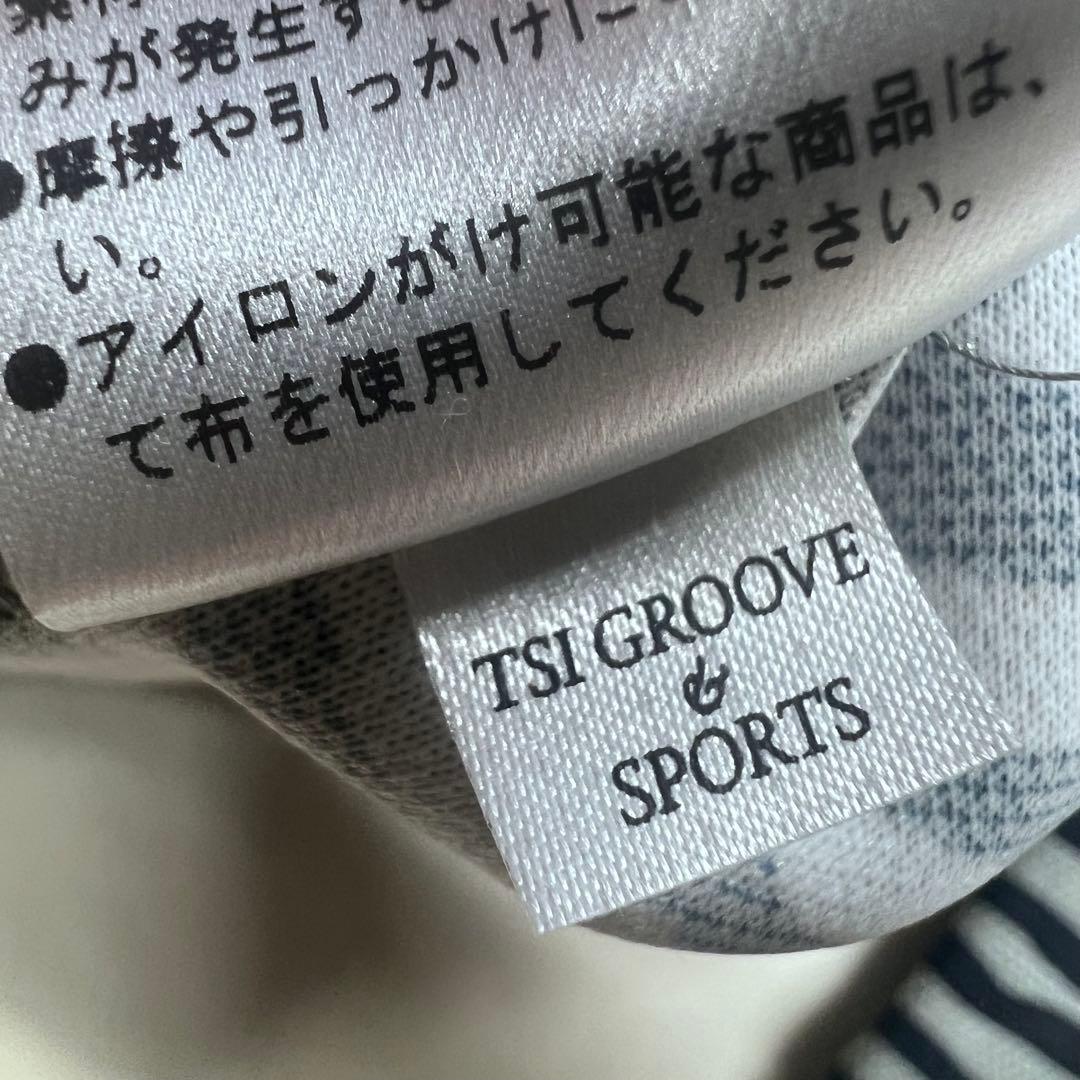 みが発生する
●摩擦や引っかけに
い。
●アイロンがけ可能な商品は、
て布を使用してください。
TSI GROOVE
&
SPORTS